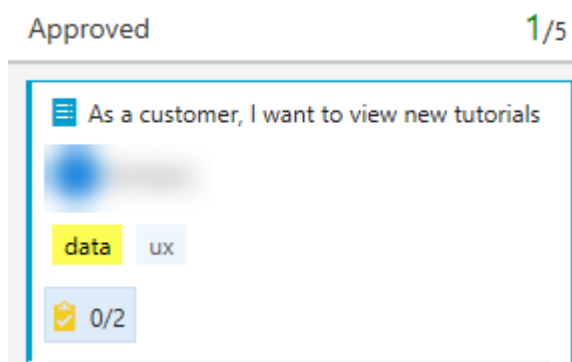 Approved 1/5
As a customer, I want to view new tutorials
data ux
0/2